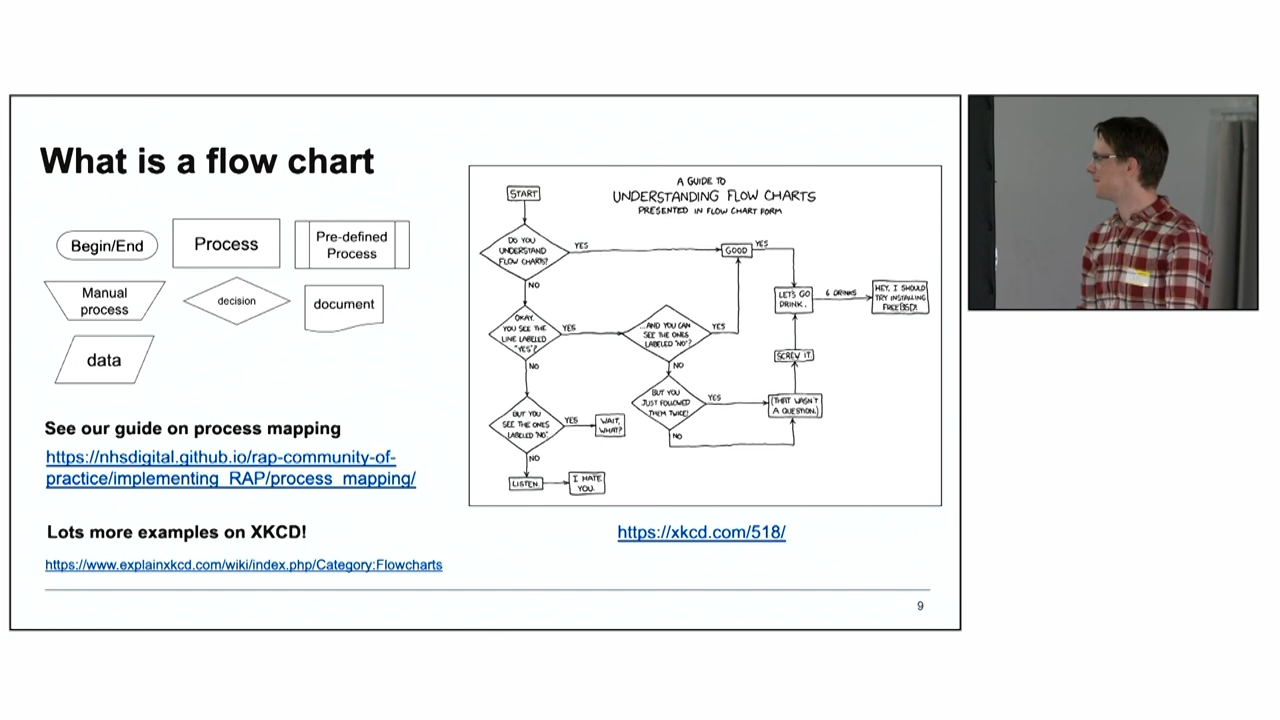 What is a flow chart
Begin/End
Process
Pre-defined
Process
Manual
process
decision
document
data
See our guide on process mapping
https://nhsdigital.github.io/rap-community-of-
practice/implementing_RAP/process_mapping/
Lots more examples on XKCD!
https://www.explainxkcd.com/wiki/index.php/Category:Flowcharts
A GUIDE TO
UNDERSTANDING FLOW CHARTS
PRESENTED IN FLOW CHART FORM
START
DO YOU
UNDERSTAND
FLOW CHARTS?
YES
GOOD
YES
NO
LET'S GO
DRINK.
6 DRINKS
HEY, I SHOULD
TRY INSTALLING
FREEBSD!
OKAY.
YOU SEE THE
LINE LABELED
"YES"?
YES
...AND YOU CAN
SEE THE ONES
LABELED "NO"?
YES
NO
NO
SCREW IT.
BUT YOU
JUST FOLLOWED
THEM TWICE!
YES
(THAT WASN'T
A QUESTION.)
NO
BUT YOU
SEE THE ONES
LABELED "NO".
YES
WAIT,
WHAT?
NO
LISTEN.
I HATE
YOU.
https://xkcd.com/518/
9